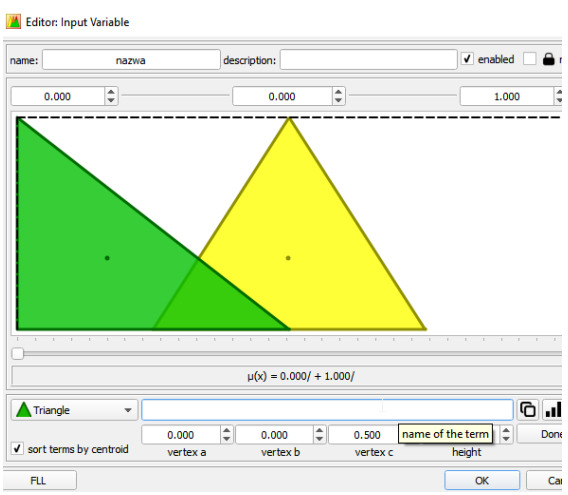 Editor: Input Variable
name: nazwa description: enabled
0.000 0.000 1.000
μ(x) = 0.000/ + 1.000/
Triangle
0.000 0.000 0.500 name of the term
sort terms by centroid vertex a vertex b vertex c height
FLL OK